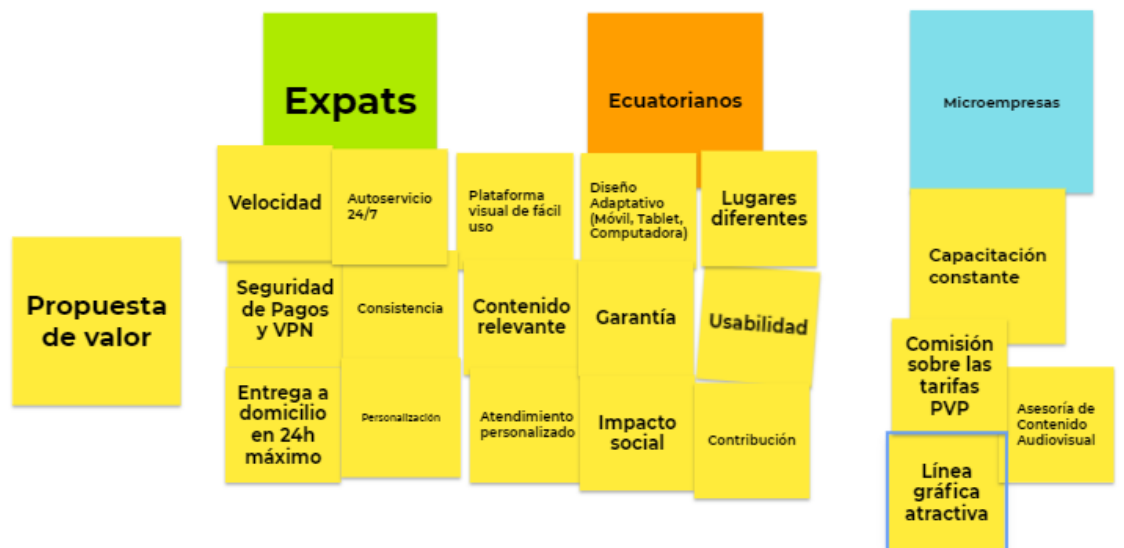 Expats
Ecuatorianos
Microempresas
Propuesta
de valor
Velocidad
Autoservicio
24/7
Plataforma
visual de fácil
uso
Diseño
Adaptativo
(Móvil, Tablet,
Computadora)
Lugares
diferentes
Seguridad
de Pagos
y VPN
Consistencia
Contenido
relevante
Garantía
Usabilidad
Entrega a
domicilio
en 24h
máximo
Personalización
Atendimiento
personalizado
Impacto
social
Contribución
Capacitación
constante
Comisión
sobre las
tarifas
PVP
Asesoría de
Contenido
Audiovisual
Línea
gráfica
atractiva